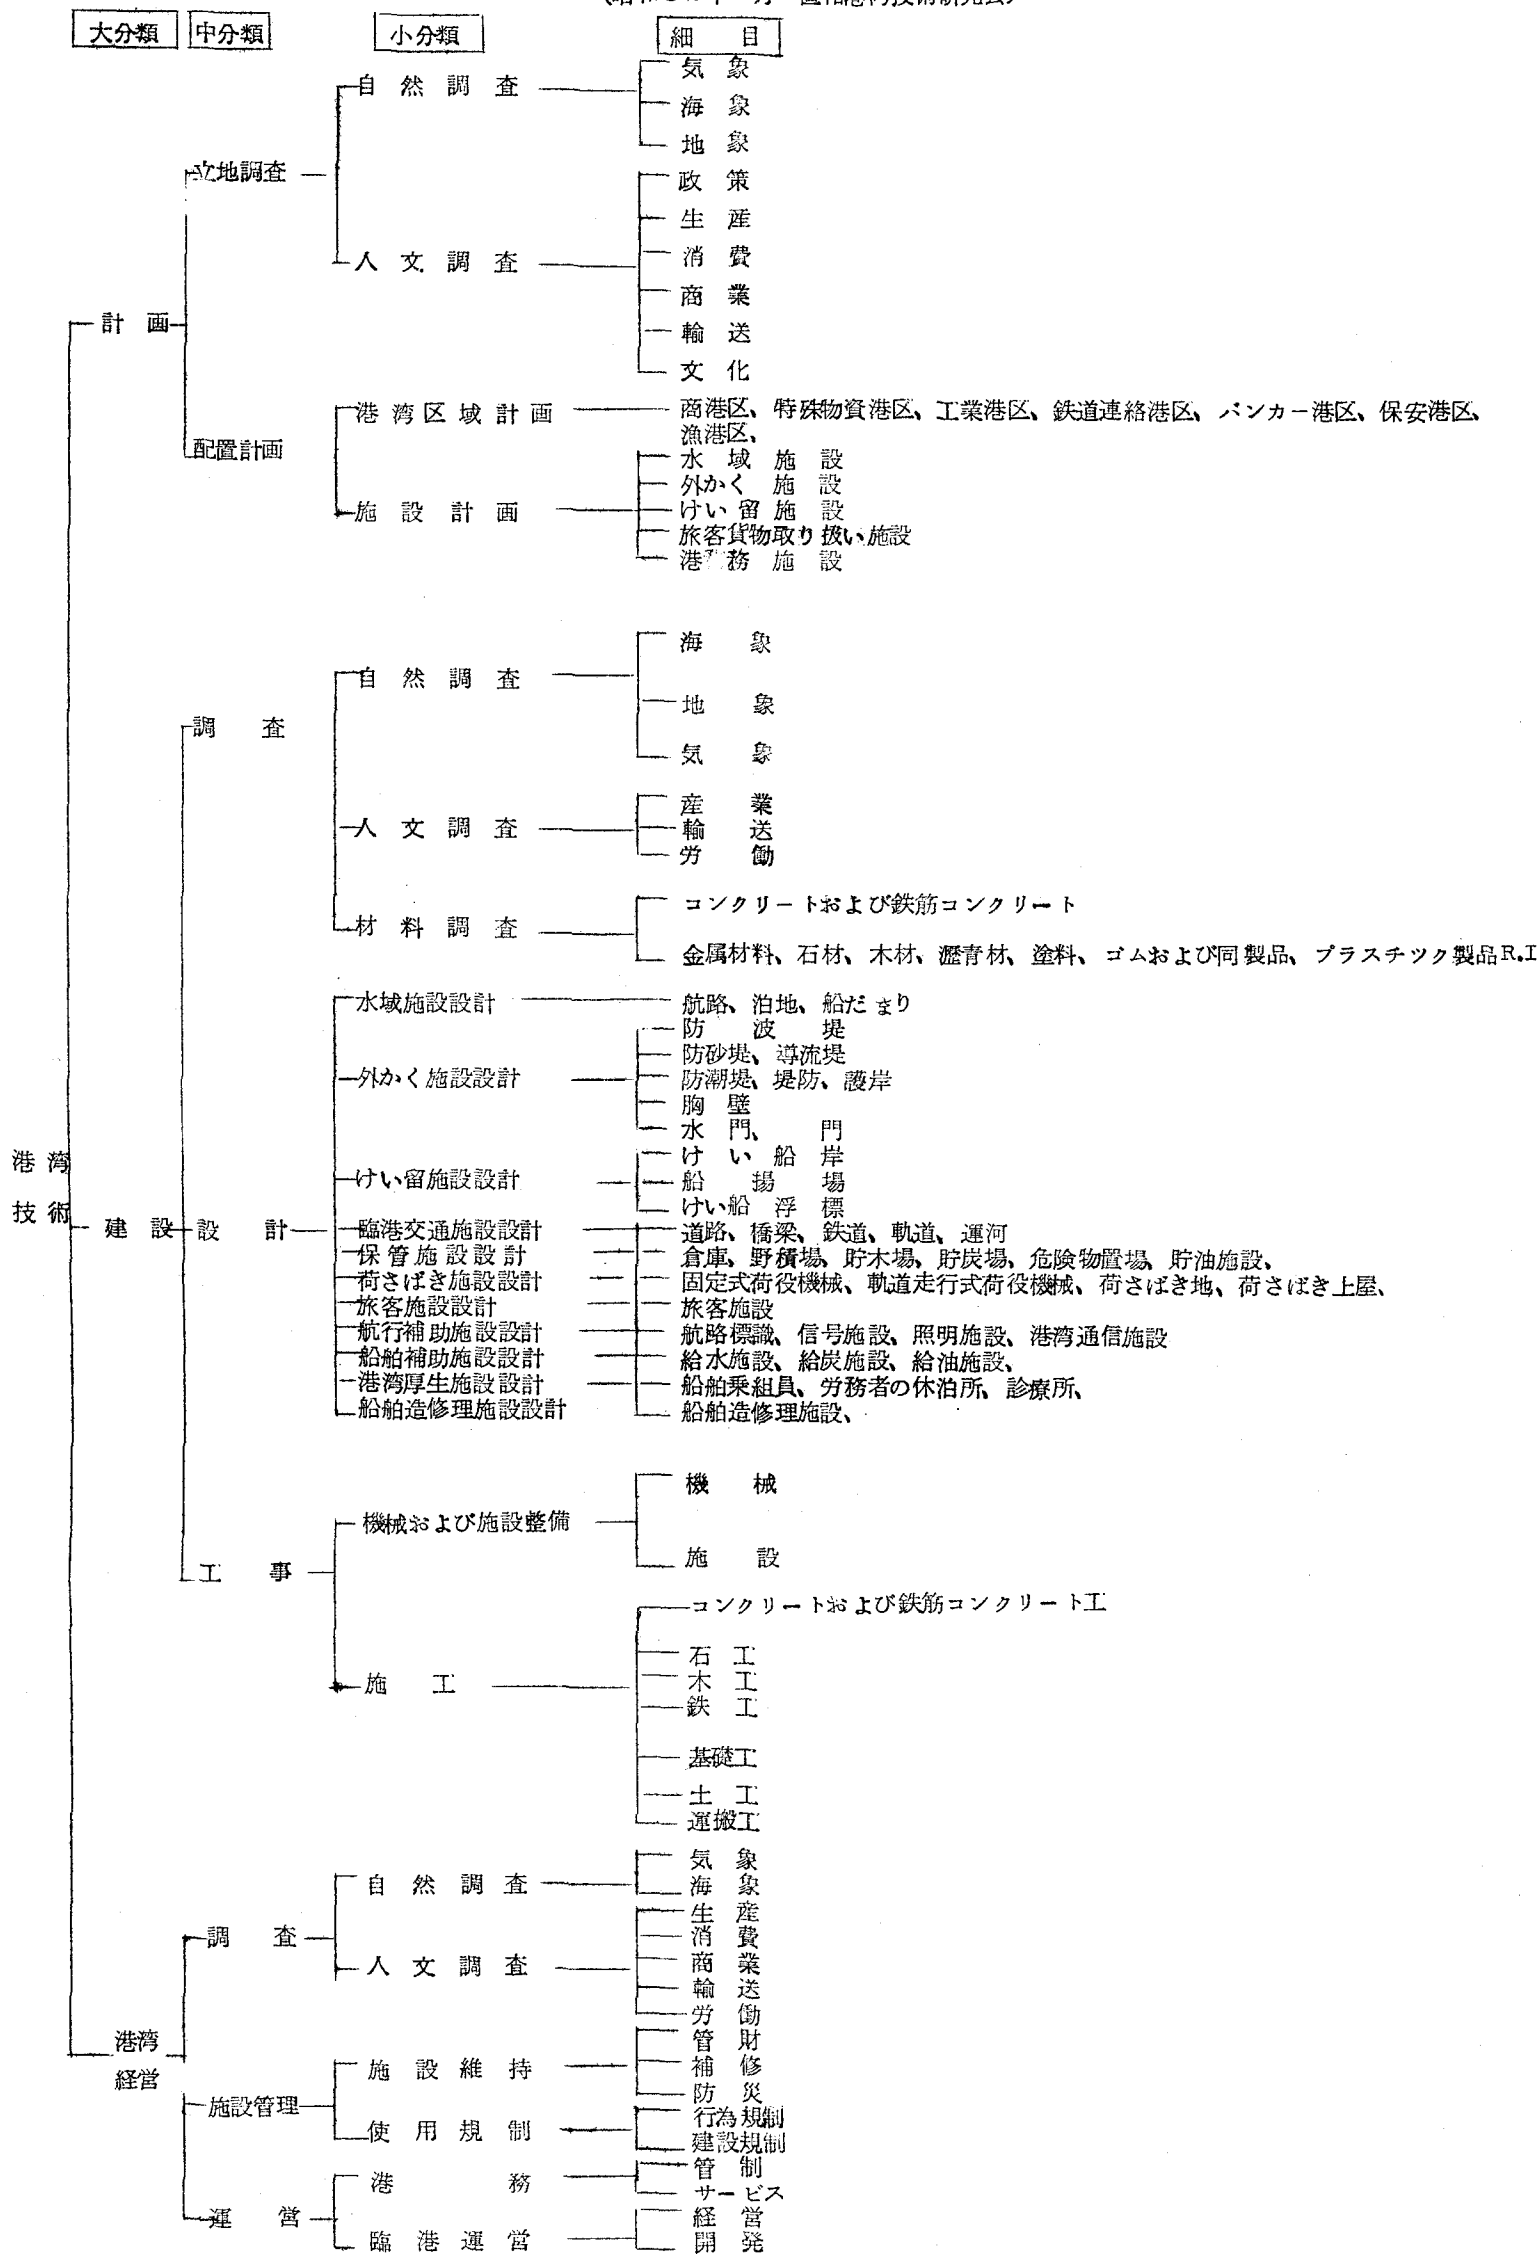 大分類 中分類 小分類 細目
気象
自然調査
海象
地象
立地調査
政策
生産
消費
人文調査
商業
計画
輸送
文化
港湾区域計画 商港区、特殊物資港区、工業港区、鉄道連絡港区、バンカー港区、保安港区、
漁港区、
配置計画
水域施設
外かく施設
施設計画 けい留施設
旅客貨物取り扱い施設
港務施設
海象
自然調査
地象
調査
気象
産業
人文調査 輸送
労働
コンクリートおよび鉄筋コンクリート
材料調査
金属材料、石材、木材、瀝青材、塗料、ゴムおよび同製品、プラスチツク製品R.I
水域施設設計 航路、泊地、船だまり
防波堤
防砂堤、導流堤
外かく施設設計 防潮堤、堤防、護岸
胸壁
水門、 門
港湾
技術
けい船岸
けい留施設設計 船揚場
けい船浮標
建設 設計 臨港交通施設設計 道路、橋梁、鉄道、軌道、運河
保管施設設計 倉庫、野積場、貯木場、貯炭場、危険物置場、貯油施設、
荷さばき施設設計 固定式荷役機械、軌道走行式荷役機械、荷さばき地、荷さばき上屋、
旅客施設設計 旅客施設
航行補助施設設計 航路標識、信号施設、照明施設、港湾通信施設
船舶補助施設設計 給水施設、給炭施設、給油施設、
港湾厚生施設設計 船舶乗組員、労務者の休泊所、診療所、
船舶造修理施設設計 船舶造修理施設、
機械
機械および施設整備
施設
工事
コンクリートおよび鉄筋コンクリート工
石工
木工
施工
鉄工
基礎工
土工
運搬工
気象
自然調査
海象
調査
生産
消費
人文調査 商業
輸送
労働
港湾
経営
管財
施設維持 補修
防災
施設管理
行為規制
使用規制
建設規制
港務 管制
サービス
運営
経営
臨港運営
開発